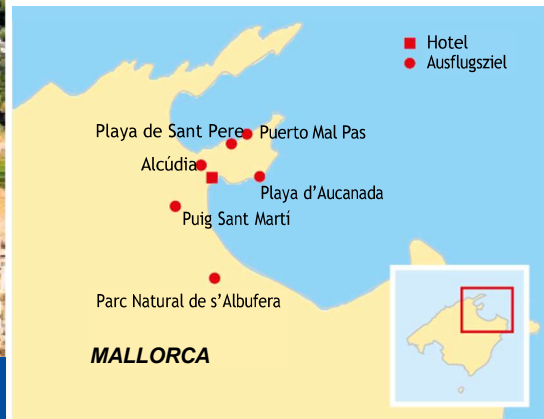 Hotel
Ausflugsziel
Playa de Sant Pere
Puerto Mal Pas
Alcúdia
Playa d'Aucanada
Puig Sant Martí
Parc Natural de s'Albufera
MALLORCA